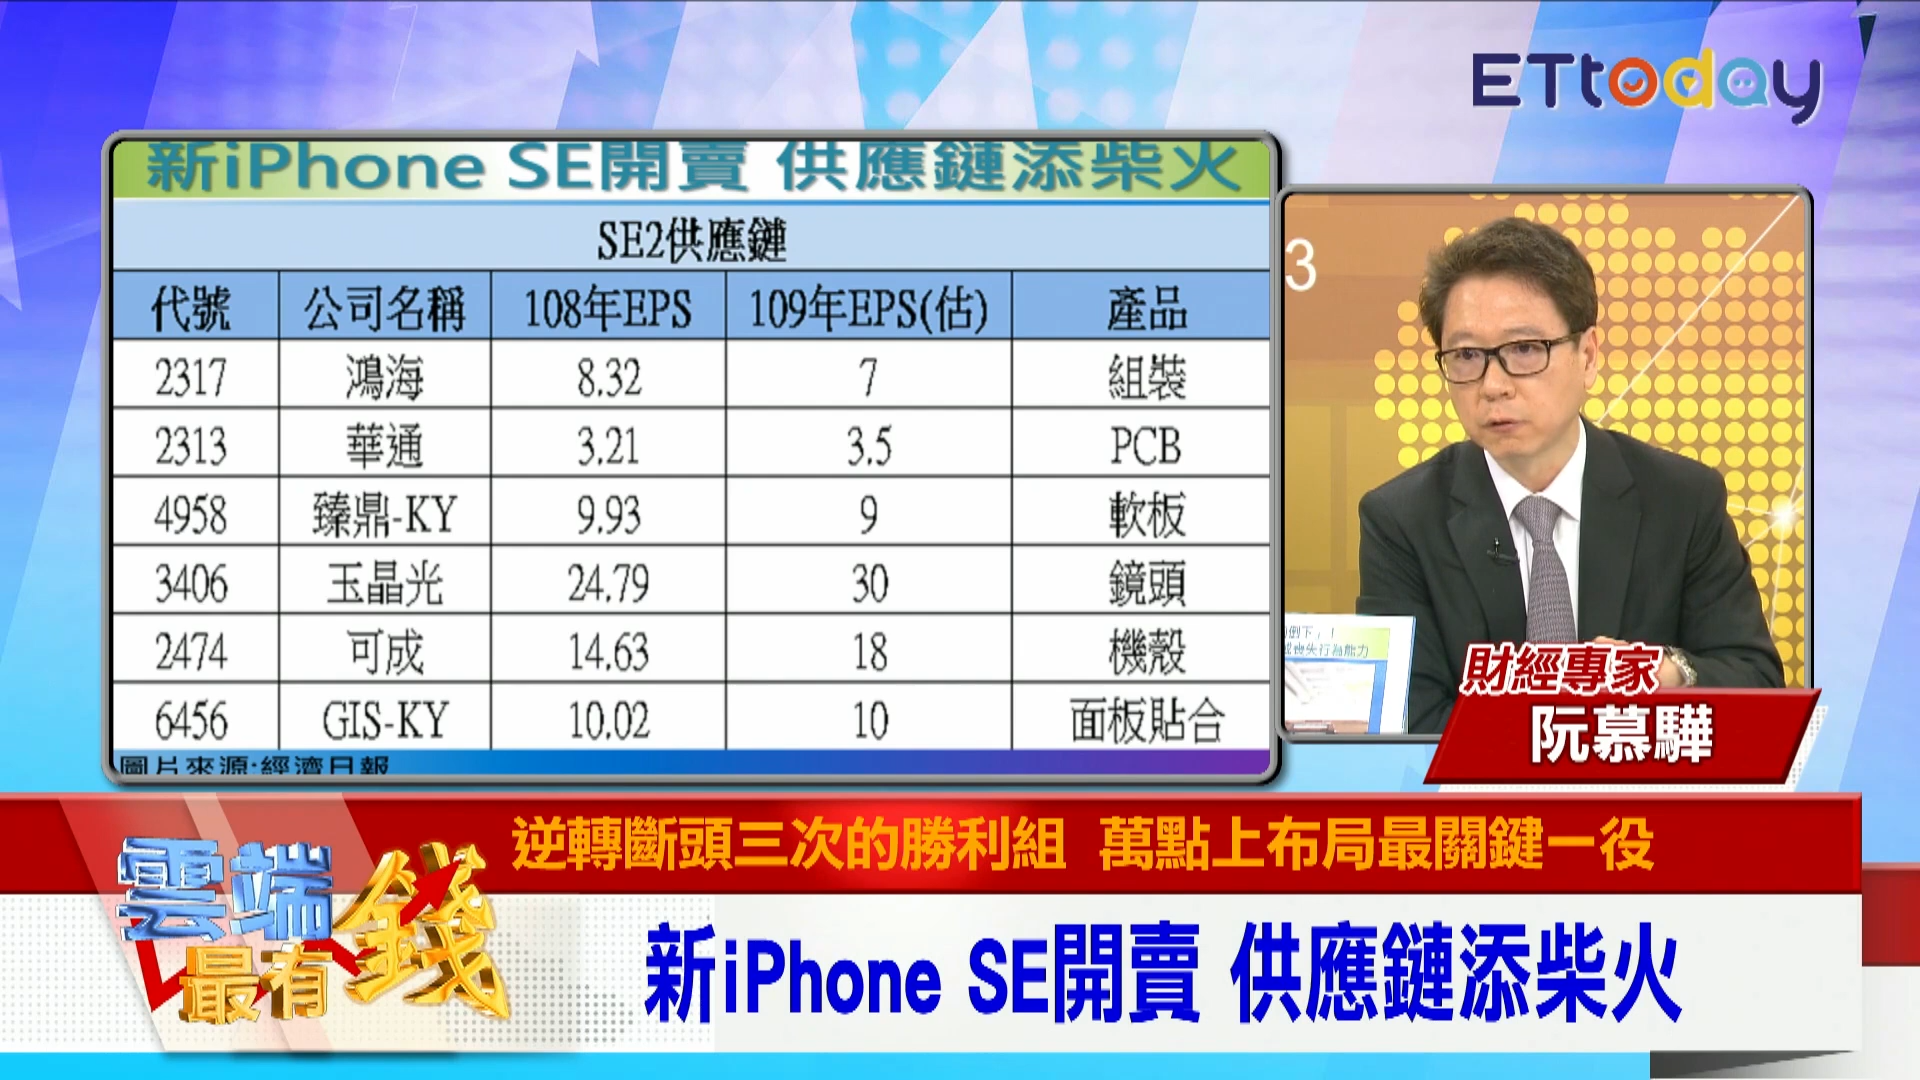 ETtoday
新iPhone SE開賣 供應鏈添柴火
SE2供應鏈
代號 公司名稱 108年EPS 109年EPS(估) 產品
2317 鴻海 8.32 7 組裝
2313 華通 3.21 3.5 PCB
4958 臻鼎-KY 9.93 9 軟板
3406 玉晶光 24.79 30 鏡頭
2474 可成 14.63 18 機殼
6456 GIS-KY 10.02 10 面板貼合
圖片來源:經濟日報
3
倒下」!
喪失行為能力
財經專家
阮慕驊
逆轉斷頭三次的勝利組 萬點上布局最關鍵一役
雲端最有錢
新iPhone SE開賣 供應鏈添柴火